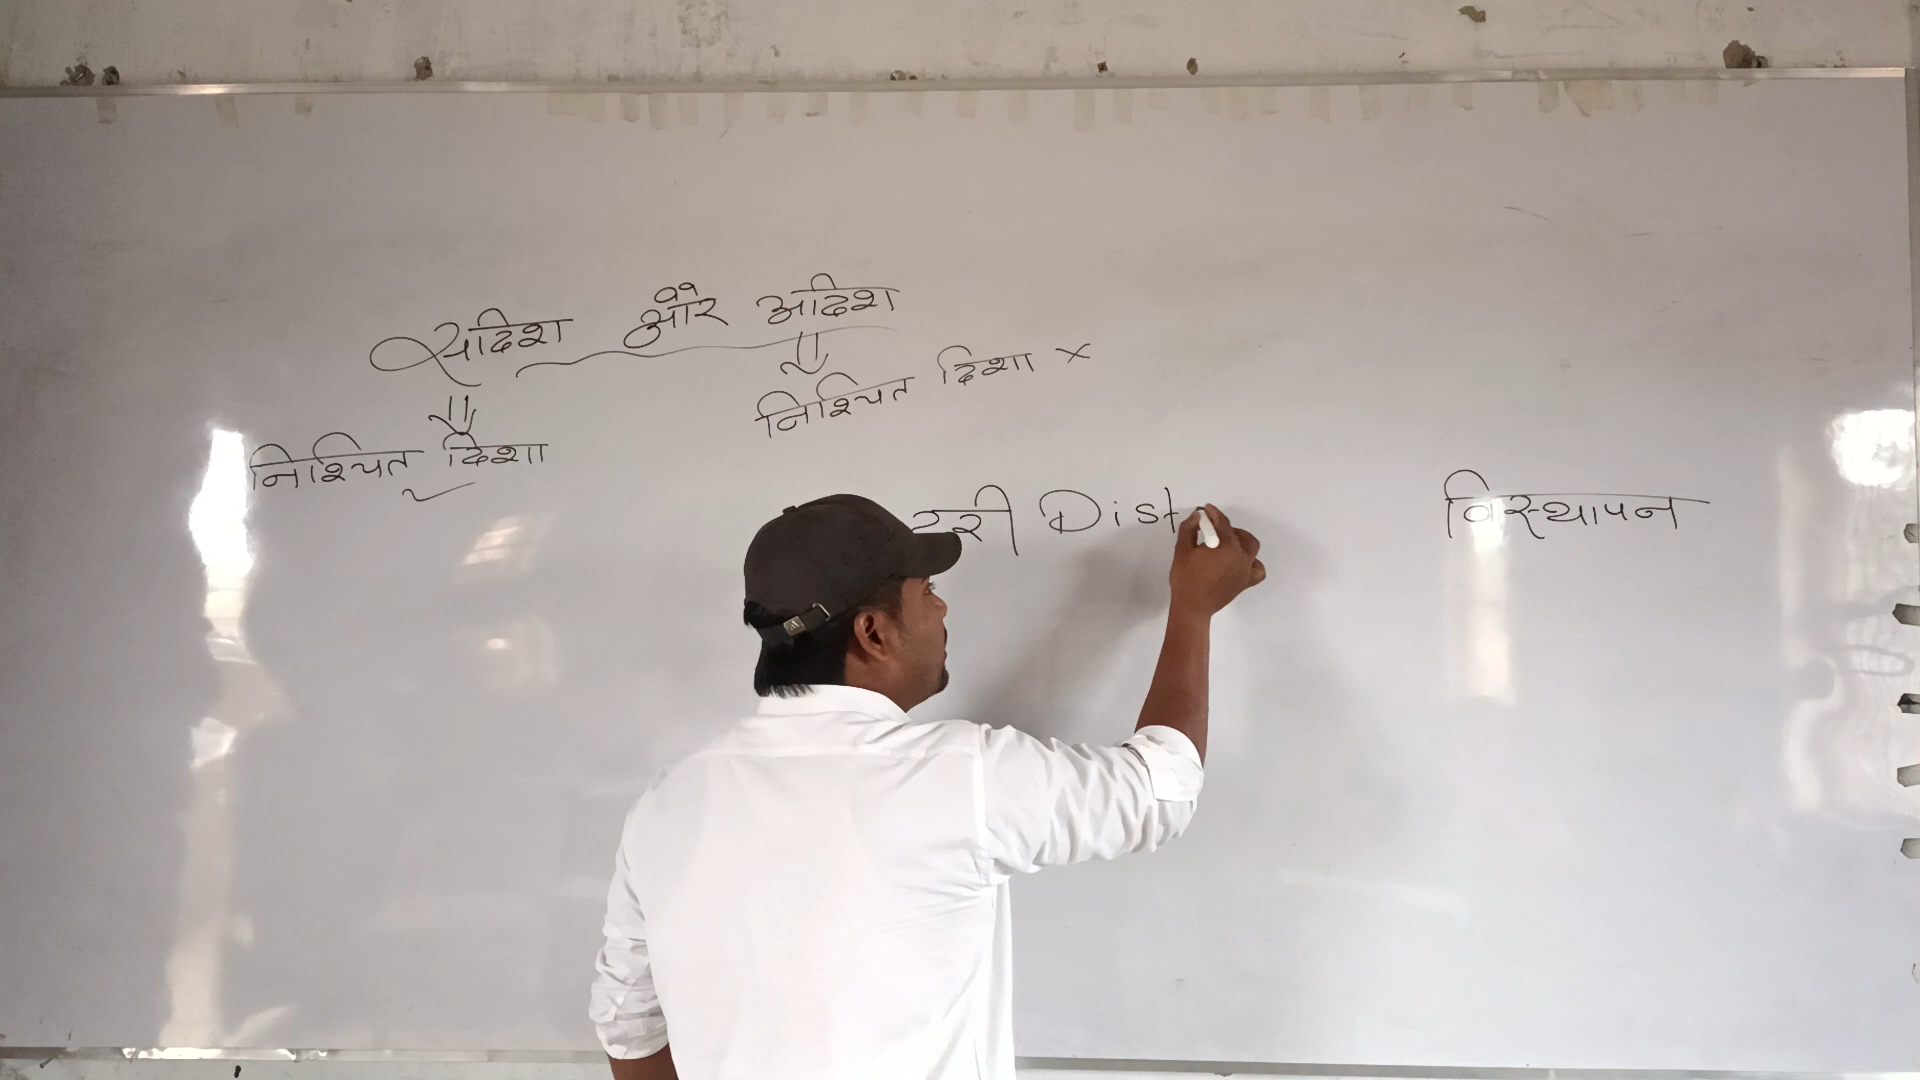 सदिश और अदिश
निश्चित दिशा ×
निश्चित दिशा
दूरी Dist विस्थापन